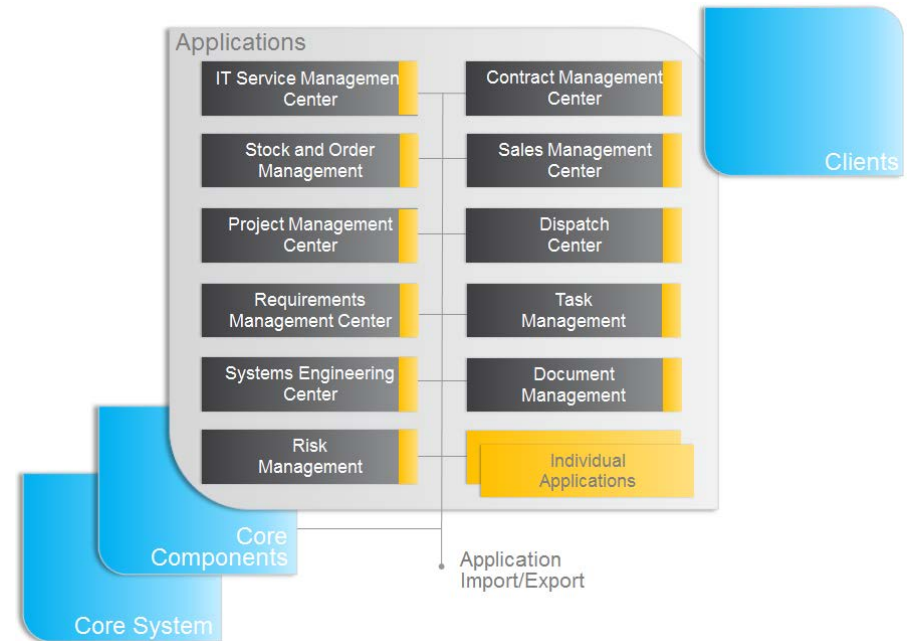 Applications
IT Service Managemen
Center
Contract Management
Center
Stock and Order
Management
Sales Management
Center
Project Management
Center
Dispatch
Center
Requirements
Management Center
Task
Management
Systems Engineering
Center
Document
Management
Risk
Management
Individual
Applications
Clients
Core
Components
Application
Import/Export
Core System